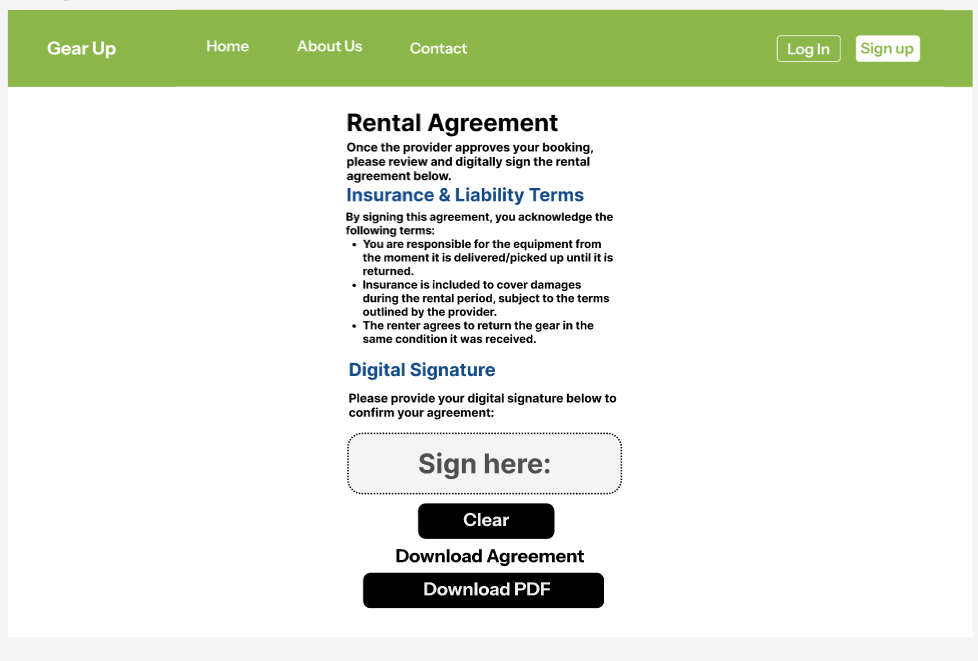 Gear Up Home About Us Contact Log In Sign up
Rental Agreement
Once the provider approves your booking,
please review and digitally sign the rental
agreement below.
Insurance & Liability Terms
By signing this agreement, you acknowledge the
following terms:
• You are responsible for the equipment from
the moment it is delivered/picked up until it is
returned.
• Insurance is included to cover damages
during the rental period, subject to the terms
outlined by the provider.
• The renter agrees to return the gear in the
same condition it was received.
Digital Signature
Please provide your digital signature below to
confirm your agreement:
Sign here:
Clear
Download Agreement
Download PDF